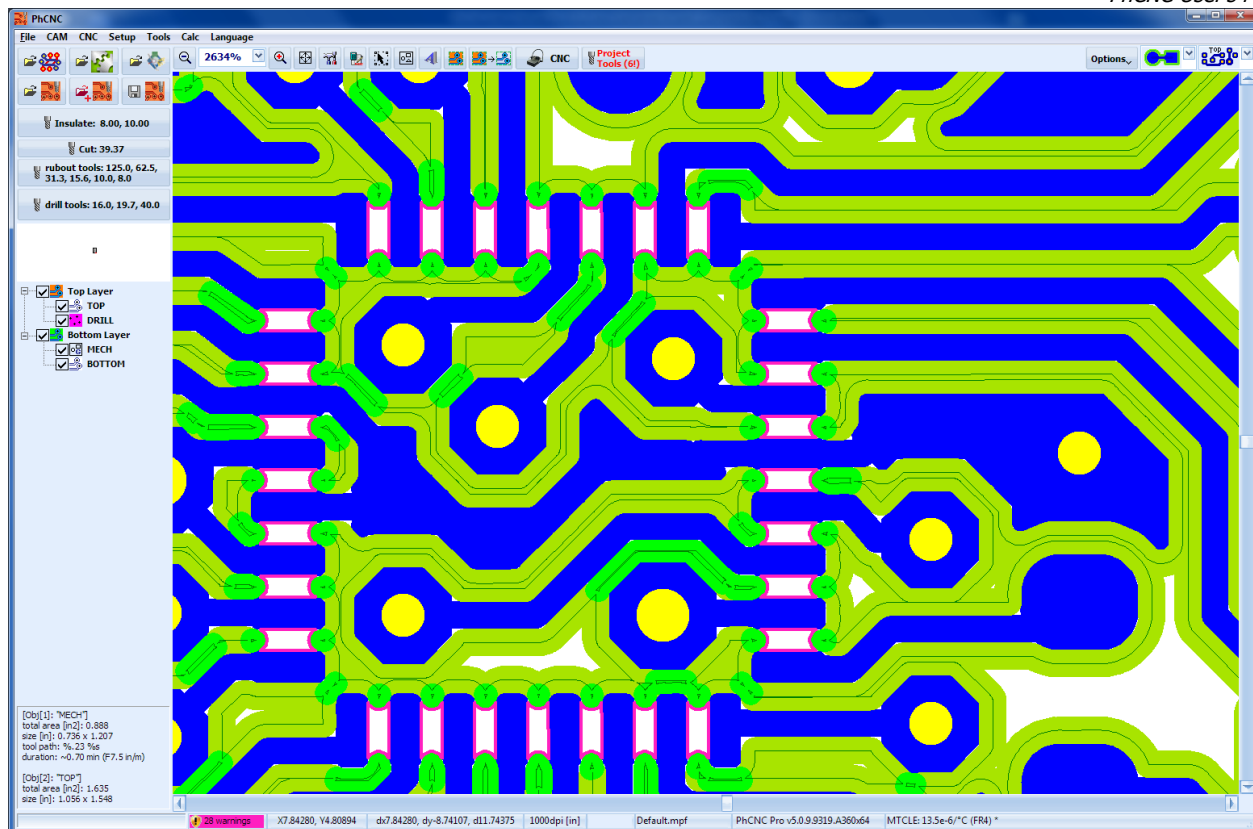 PhCNC
File CAM CNC Setup Tools Calc Language
2634%
CNC
Project
Tools (6!)
Options
TOP
Insulate: 8.00, 10.00
Cut: 39.37
rubout tools: 125.0, 62.5,
31.3, 15.6, 10.0, 8.0
drill tools: 16.0, 19.7, 40.0
Top Layer
TOP
DRILL
Bottom Layer
MECH
BOTTOM
[Obj[1]: "MECH"]
total area [in2]: 0.888
size [in]: 0.736 x 1.207
tool path: %.23 %s
duration: ~0.70 min (F7.5 in/m)
[Obj[2]: "TOP"]
total area [in2]: 1.635
size [in]: 1.056 x 1.548
28 warnings X7.84280, Y4.80894 dx7.84280, dy-8.74107, d11.74375 1000dpi [in] Default.mpf PhCNC Pro v5.0.9.9319.A360x64 MTCLE: 13.5e-6/°C (FR4) *